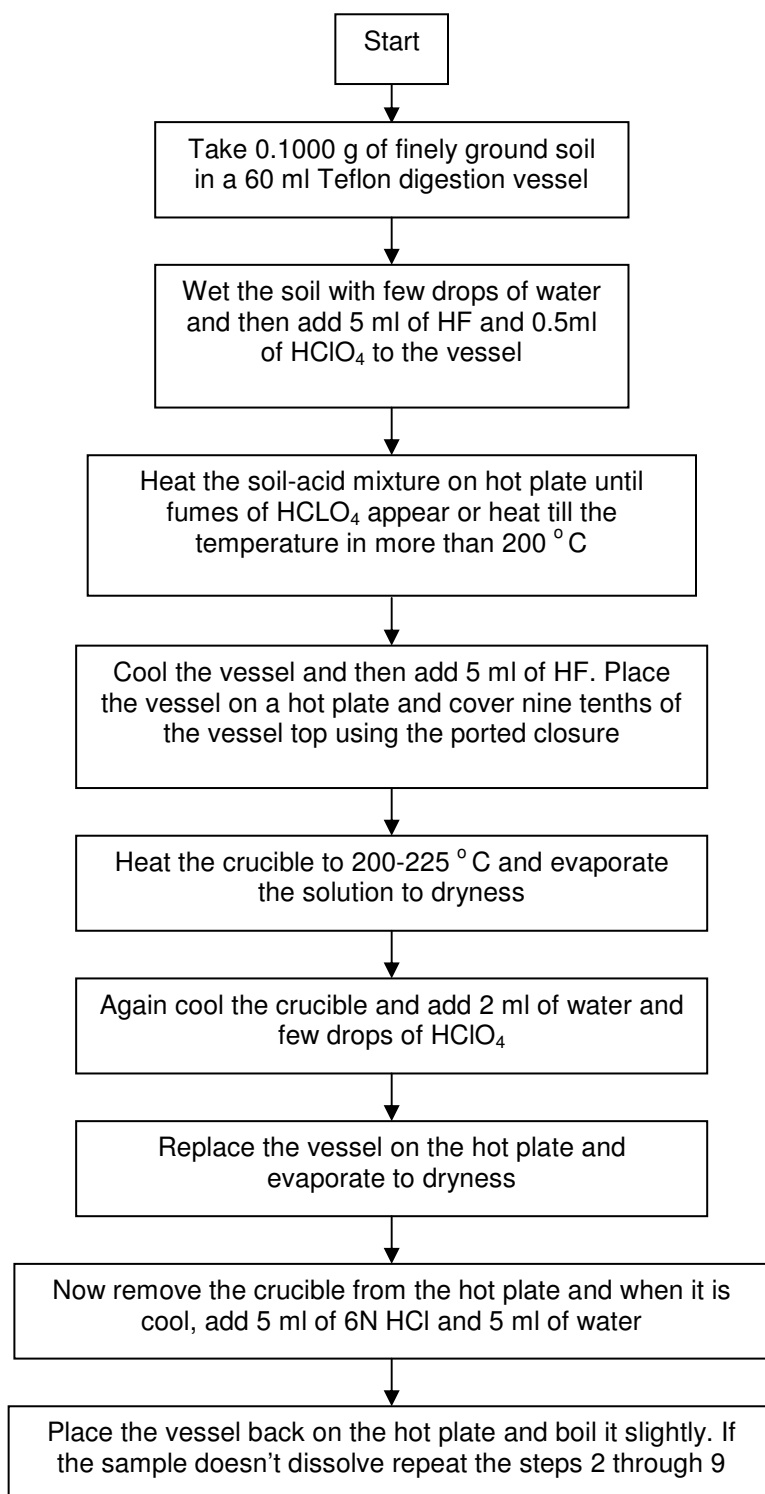 Start
Take 0.1000 g of finely ground soil
in a 60 ml Teflon digestion vessel
Wet the soil with few drops of water
and then add 5 ml of HF and 0.5ml
of HClO₄ to the vessel
Heat the soil-acid mixture on hot plate until
fumes of HCLO₄ appear or heat till the
temperature in more than 200 ° C
Cool the vessel and then add 5 ml of HF. Place
the vessel on a hot plate and cover nine tenths of
the vessel top using the ported closure
Heat the crucible to 200-225 ° C and evaporate
the solution to dryness
Again cool the crucible and add 2 ml of water and
few drops of HClO₄
Replace the vessel on the hot plate and
evaporate to dryness
Now remove the crucible from the hot plate and when it is
cool, add 5 ml of 6N HCl and 5 ml of water
Place the vessel back on the hot plate and boil it slightly. If
the sample doesn’t dissolve repeat the steps 2 through 9